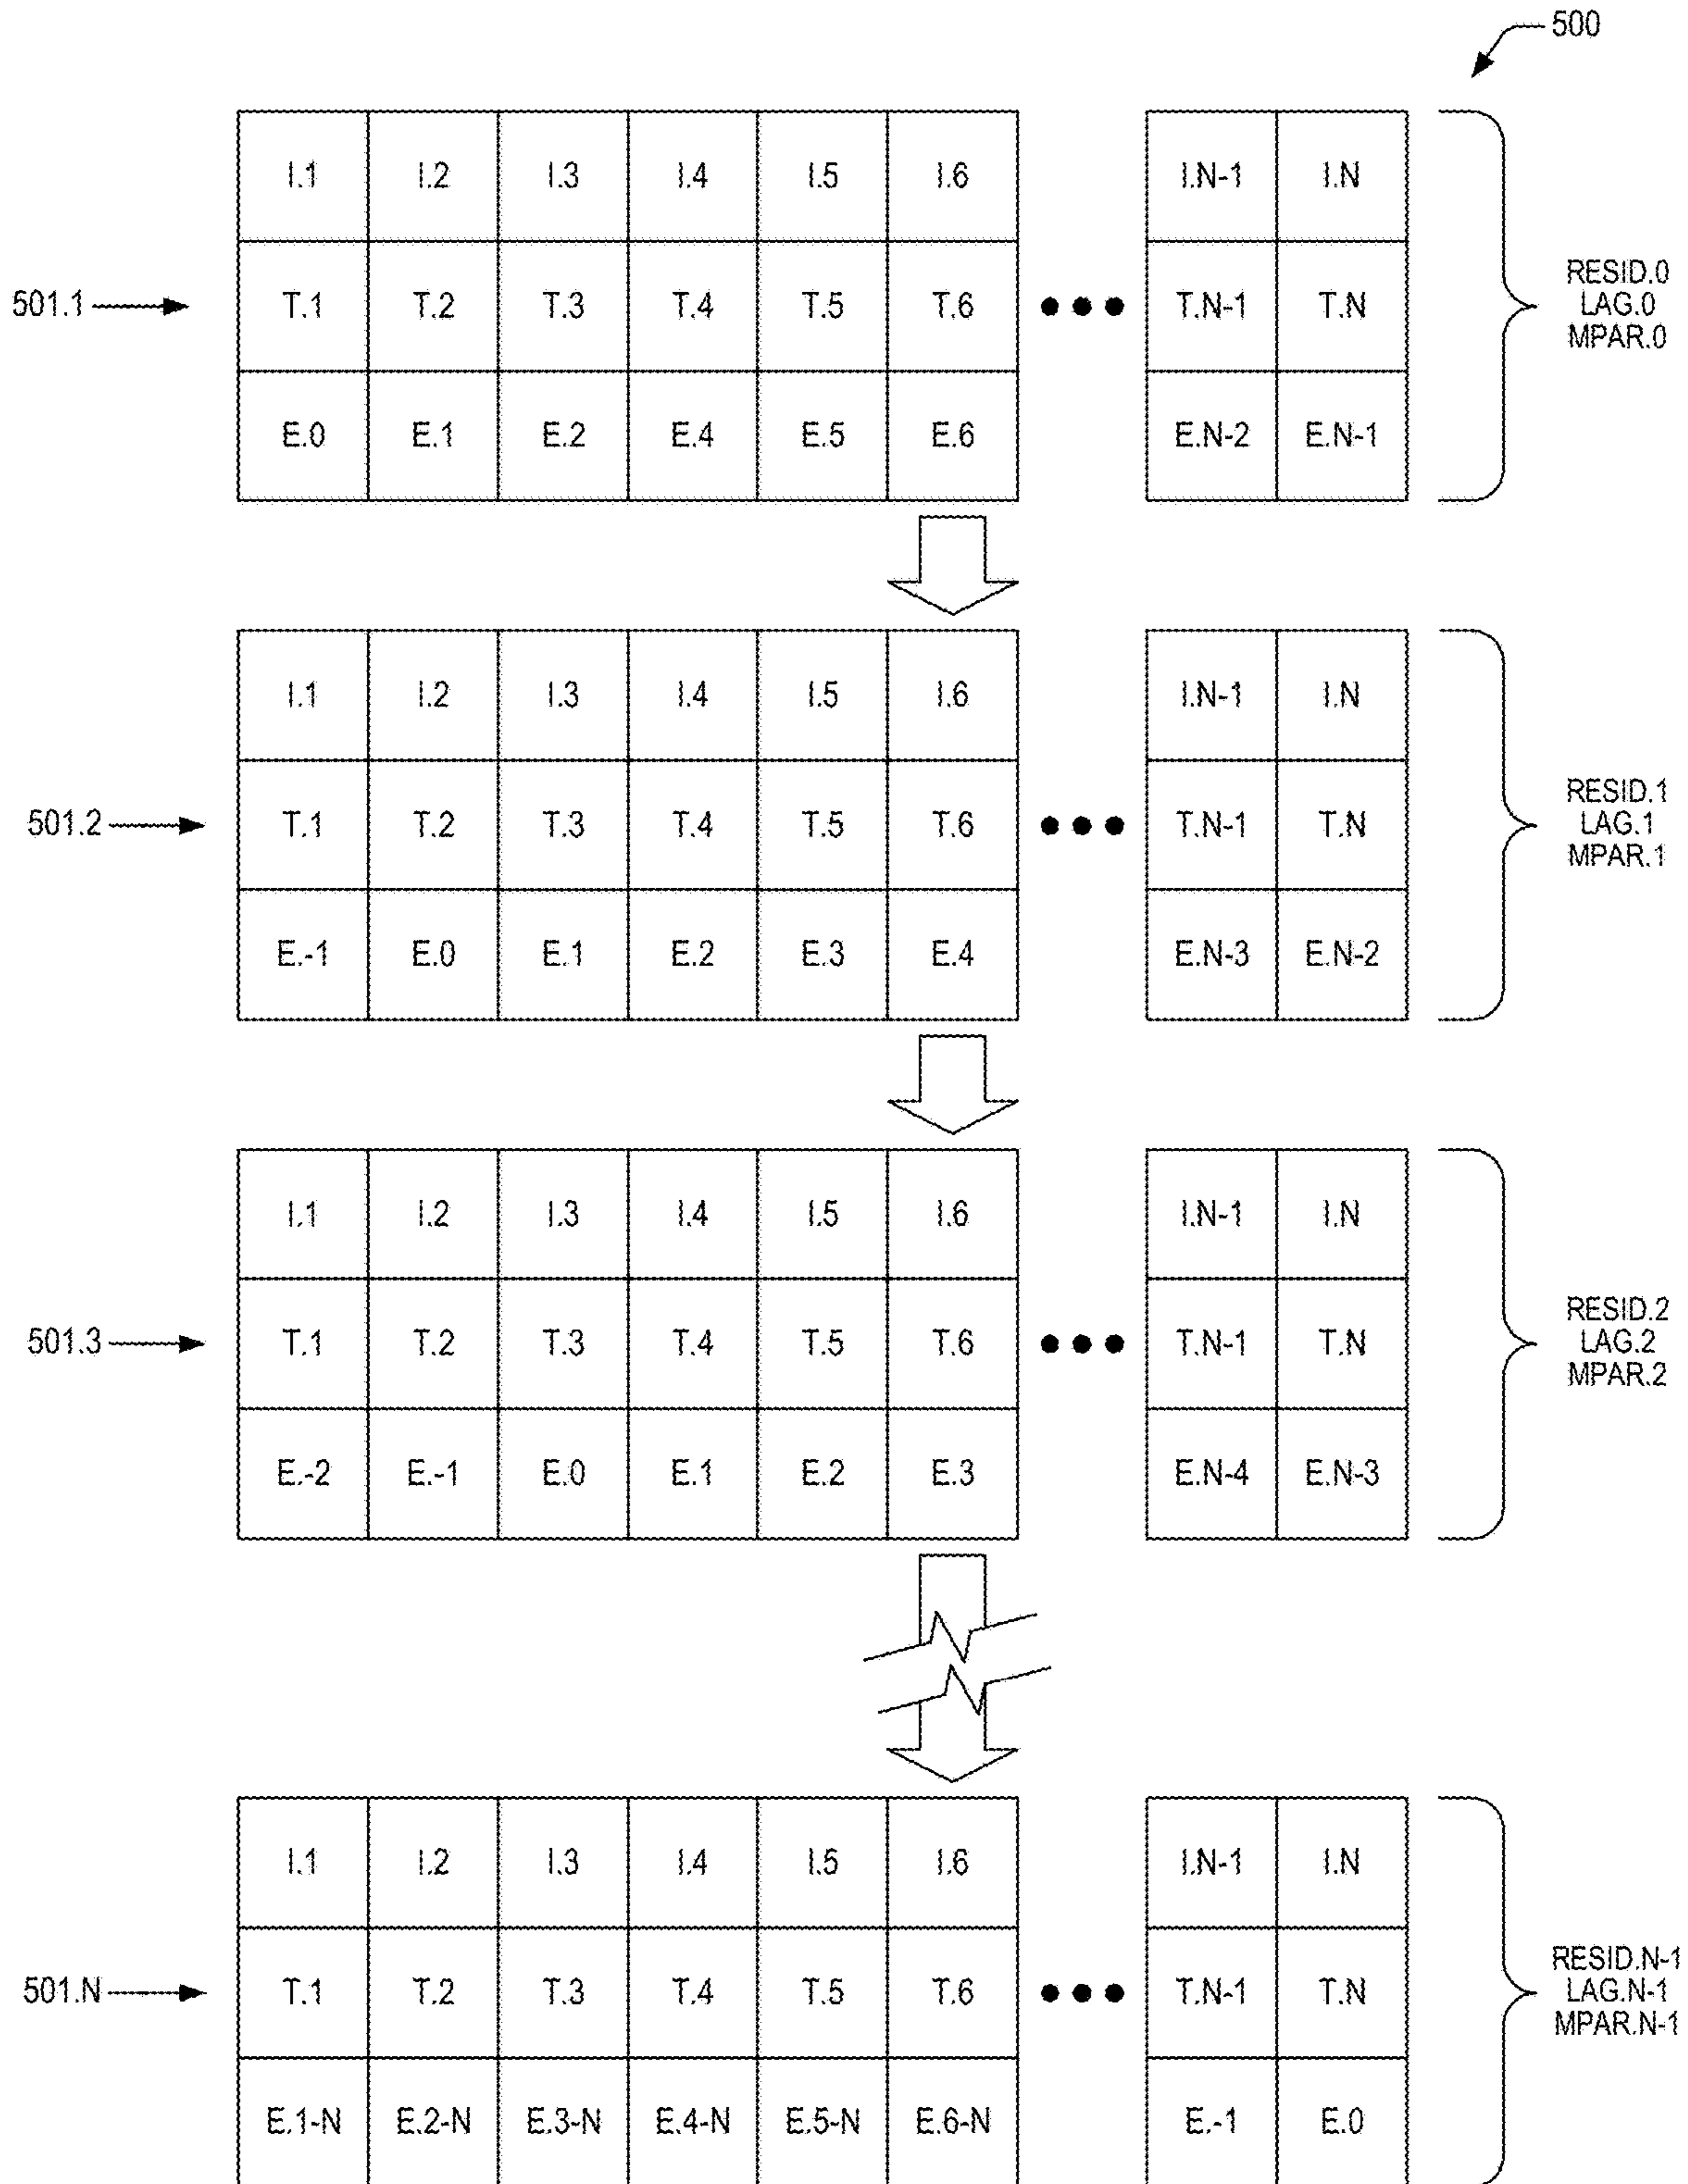 500
I.1 I.2 I.3 I.4 I.5 I.6 I.N-1 I.N
501.1 T.1 T.2 T.3 T.4 T.5 T.6 ••• T.N-1 T.N
E.0 E.1 E.2 E.4 E.5 E.6 E.N-2 E.N-1
RESID.0
LAG.0
MPAR.0
I.1 I.2 I.3 I.4 I.5 I.6 I.N-1 I.N
501.2 T.1 T.2 T.3 T.4 T.5 T.6 ••• T.N-1 T.N
E.-1 E.0 E.1 E.2 E.3 E.4 E.N-3 E.N-2
RESID.1
LAG.1
MPAR.1
I.1 I.2 I.3 I.4 I.5 I.6 I.N-1 I.N
501.3 T.1 T.2 T.3 T.4 T.5 T.6 ••• T.N-1 T.N
E.-2 E.-1 E.0 E.1 E.2 E.3 E.N-4 E.N-3
RESID.2
LAG.2
MPAR.2
I.1 I.2 I.3 I.4 I.5 I.6 I.N-1 I.N
501.N T.1 T.2 T.3 T.4 T.5 T.6 ••• T.N-1 T.N
E.1-N E.2-N E.3-N E.4-N E.5-N E.6-N E.-1 E.0
RESID.N-1
LAG.N-1
MPAR.N-1